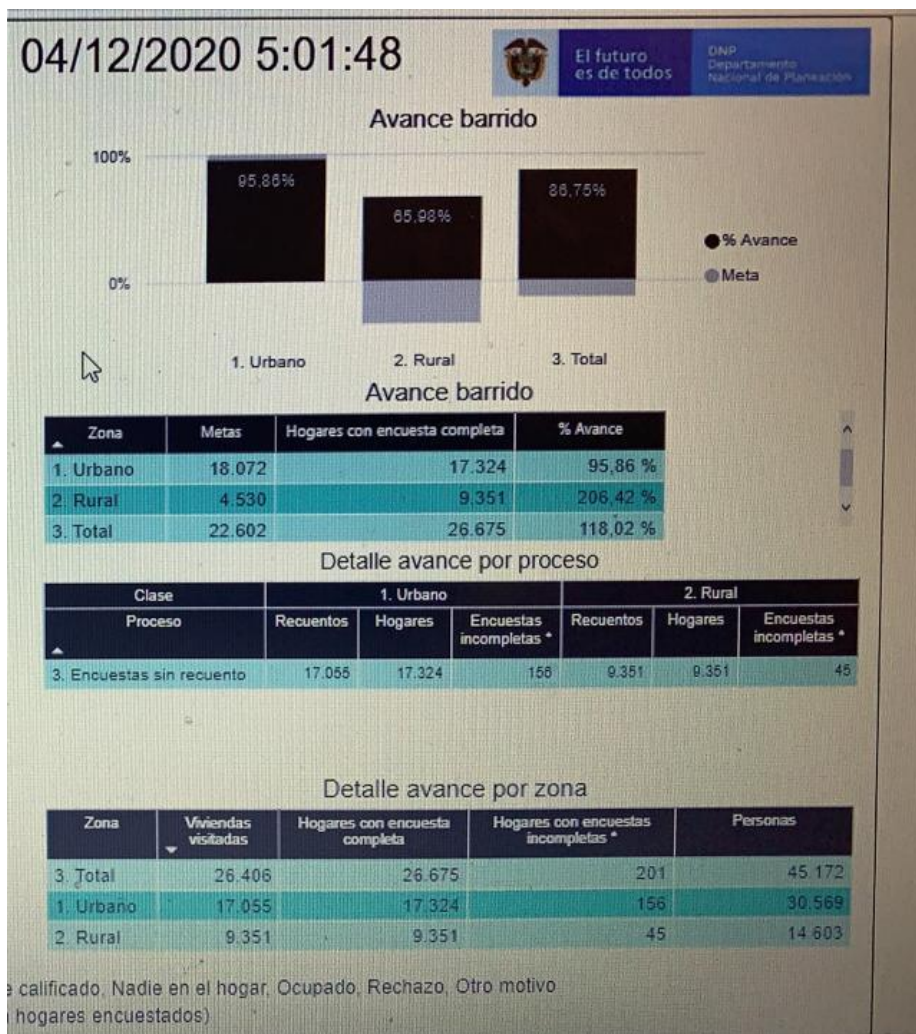 04/12/2020 5:01:48
El futuro
es de todos
DNP
Departamento
Nacional de Planeación
Avance barrido
100%
95,86%
65,98%
86,75%
0%
% Avance
Meta
1. Urbano 2. Rural 3. Total
Avance barrido
Zona Metas Hogares con encuesta completa % Avance
1. Urbano 18.072 17.324 95,86 %
2. Rural 4.530 9.351 206,42 %
3. Total 22.602 26.675 118,02 %
Detalle avance por proceso
Clase 1. Urbano 2. Rural
Proceso Recuentos Hogares Encuestas incompletas * Recuentos Hogares Encuestas incompletas *
3. Encuestas sin recuento 17.055 17.324 156 9.351 9.351 45
Detalle avance por zona
Zona Viviendas visitadas Hogares con encuesta completa Hogares con encuestas incompletas * Personas
3. Total 26.406 26.675 201 45.172
1. Urbano 17.055 17.324 156 30.569
2. Rural 9.351 9.351 45 14.603
calificado, Nadie en el hogar, Ocupado, Rechazo, Otro motivo
hogares encuestados)